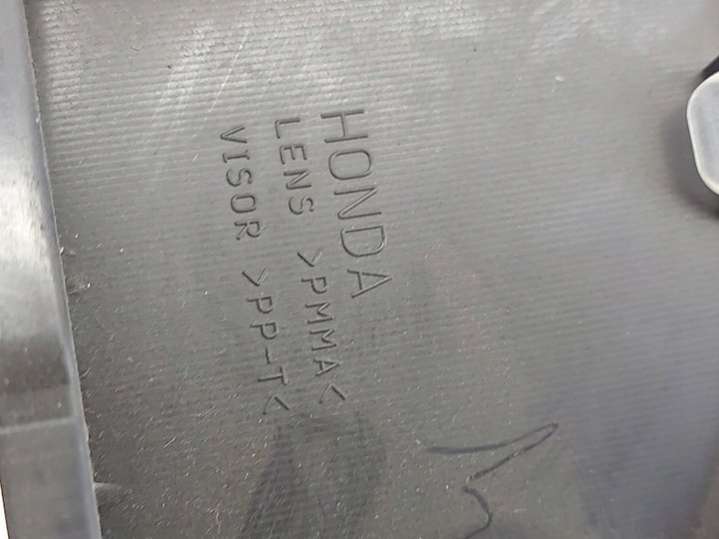 HONDA
LENS >PMMA<
VISOR >PP-T<